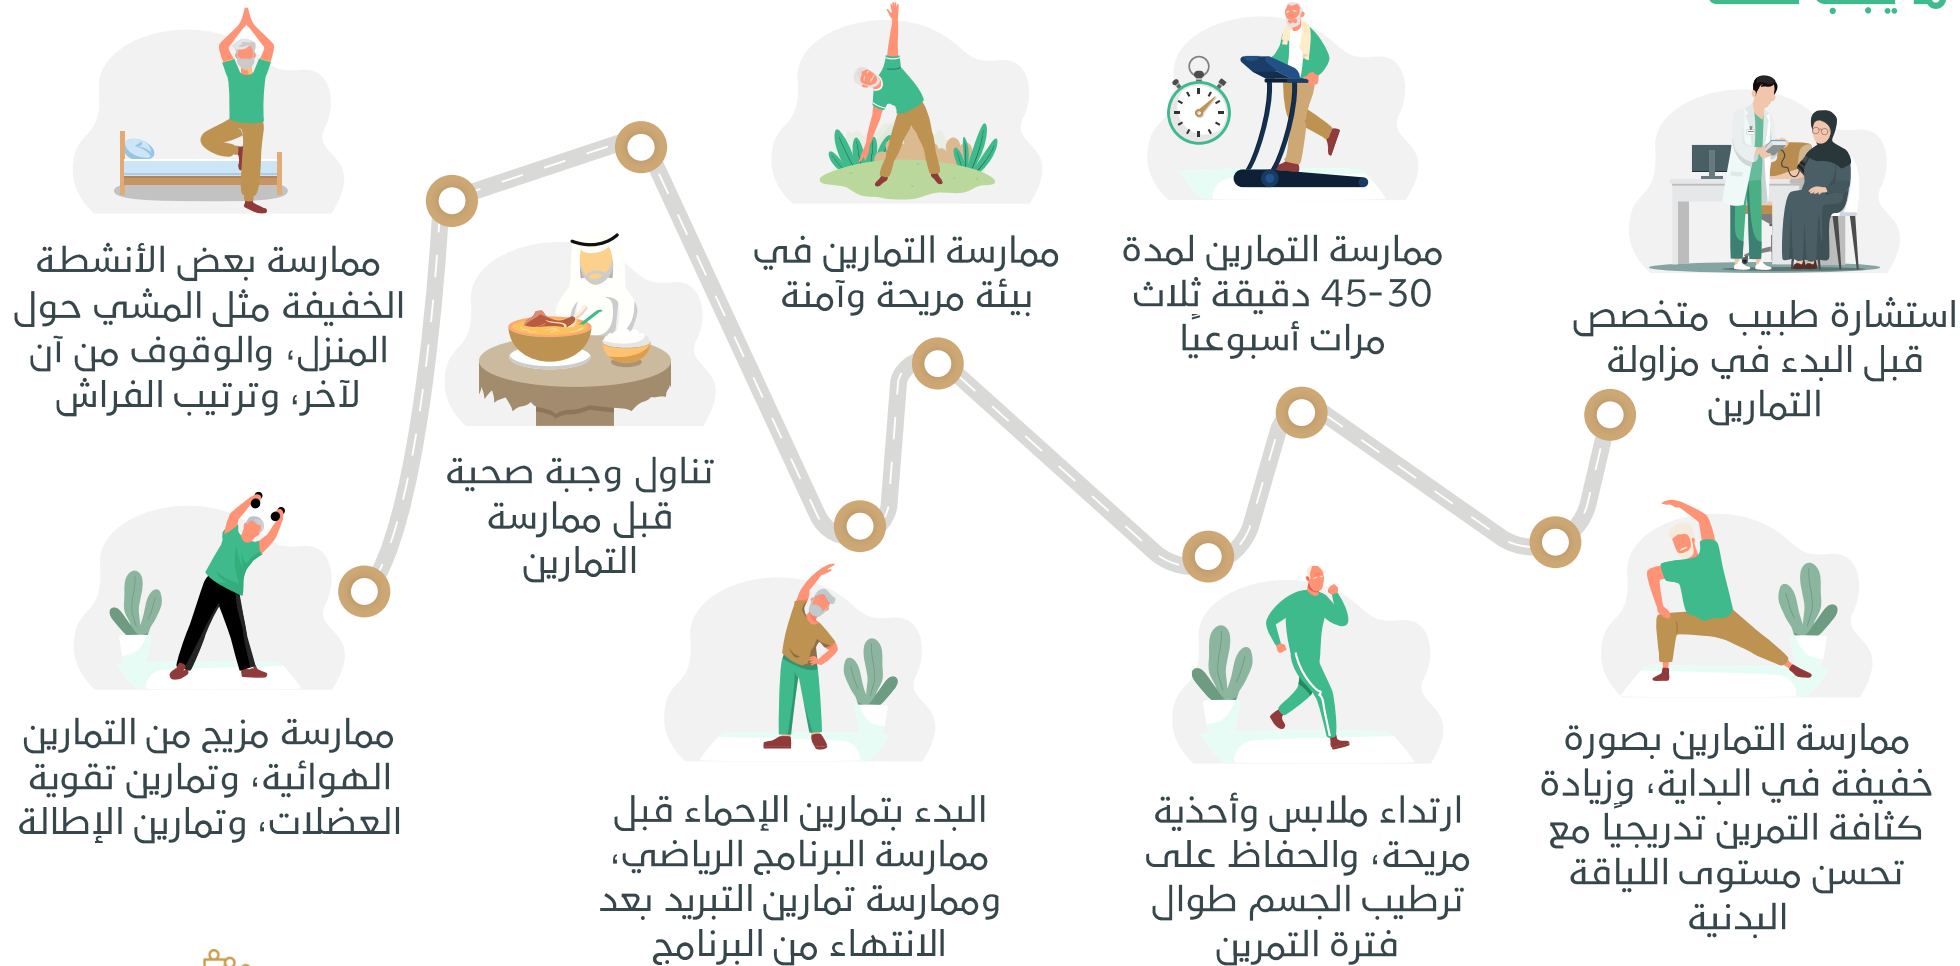 استشارة طبيب متخصص
قبل البدء في مزاولة
التمارين
ممارسة التمارين بصورة
خفيفة في البداية، وزيادة
كثافة التمرين تدريجيًا مع
تحسن مستوى اللياقة
البدنية
ممارسة التمارين لمدة
30-45 دقيقة ثلاث
مرات أسبوعيًا
ارتداء ملابس وأحذية
مريحة، والحفاظ على
ترطيب الجسم طوال
فترة التمرين
ممارسة التمارين في
بيئة مريحة وآمنة
البدء بتمارين الإحماء قبل
ممارسة البرنامج الرياضي،
وممارسة تمارين التبريد بعد
الانتهاء من البرنامج
تناول وجبة صحية
قبل ممارسة
التمارين
ممارسة بعض الأنشطة
الخفيفة مثل المشي حول
المنزل، والوقوف من آن
لآخر، وترتيب الفراش
ممارسة مزيج من التمارين
الهوائية، وتمارين تقوية
العضلات، وتمارين الإطالة